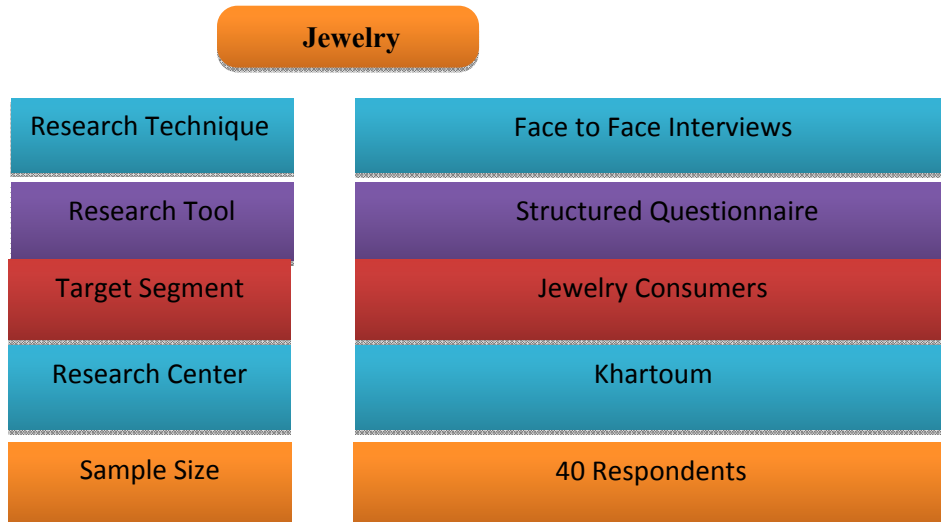 Jewelry
Research Technique
Face to Face Interviews
Research Tool
Structured Questionnaire
Target Segment
Jewelry Consumers
Research Center
Khartoum
Sample Size
40 Respondents